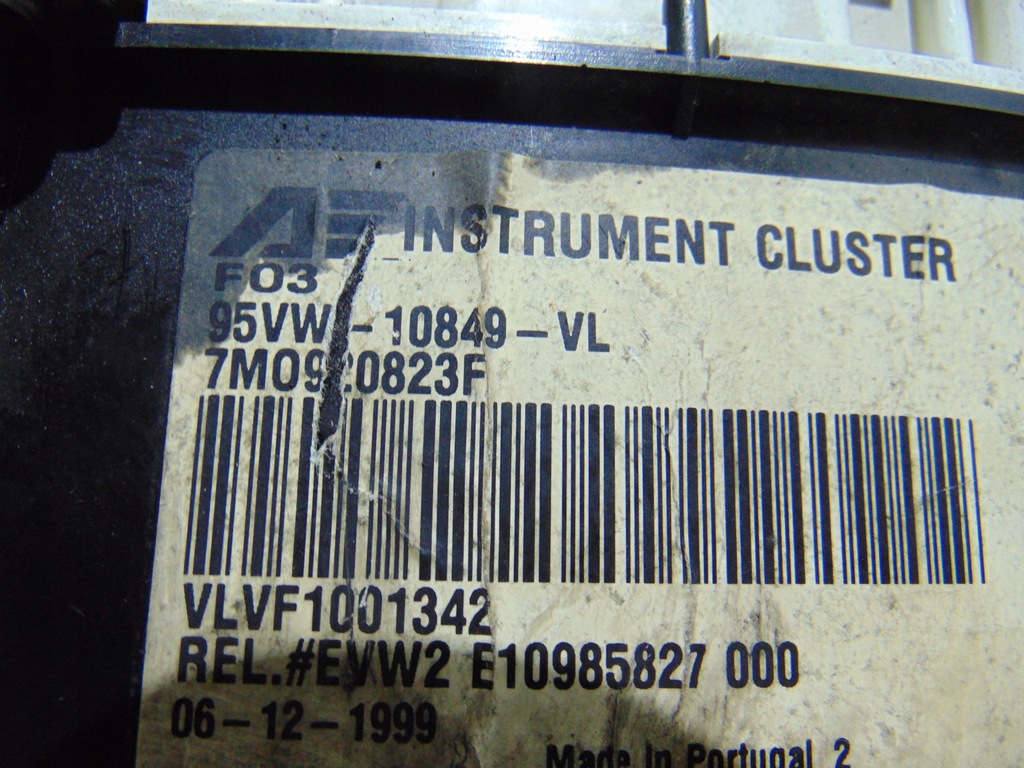 INSTRUMENT CLUSTER
F03
95VW-10849-VL
7M0920823F
VLVF1001342
REL.#EVW2 E10985827 000
06-12-1999
Made in Portugal 2